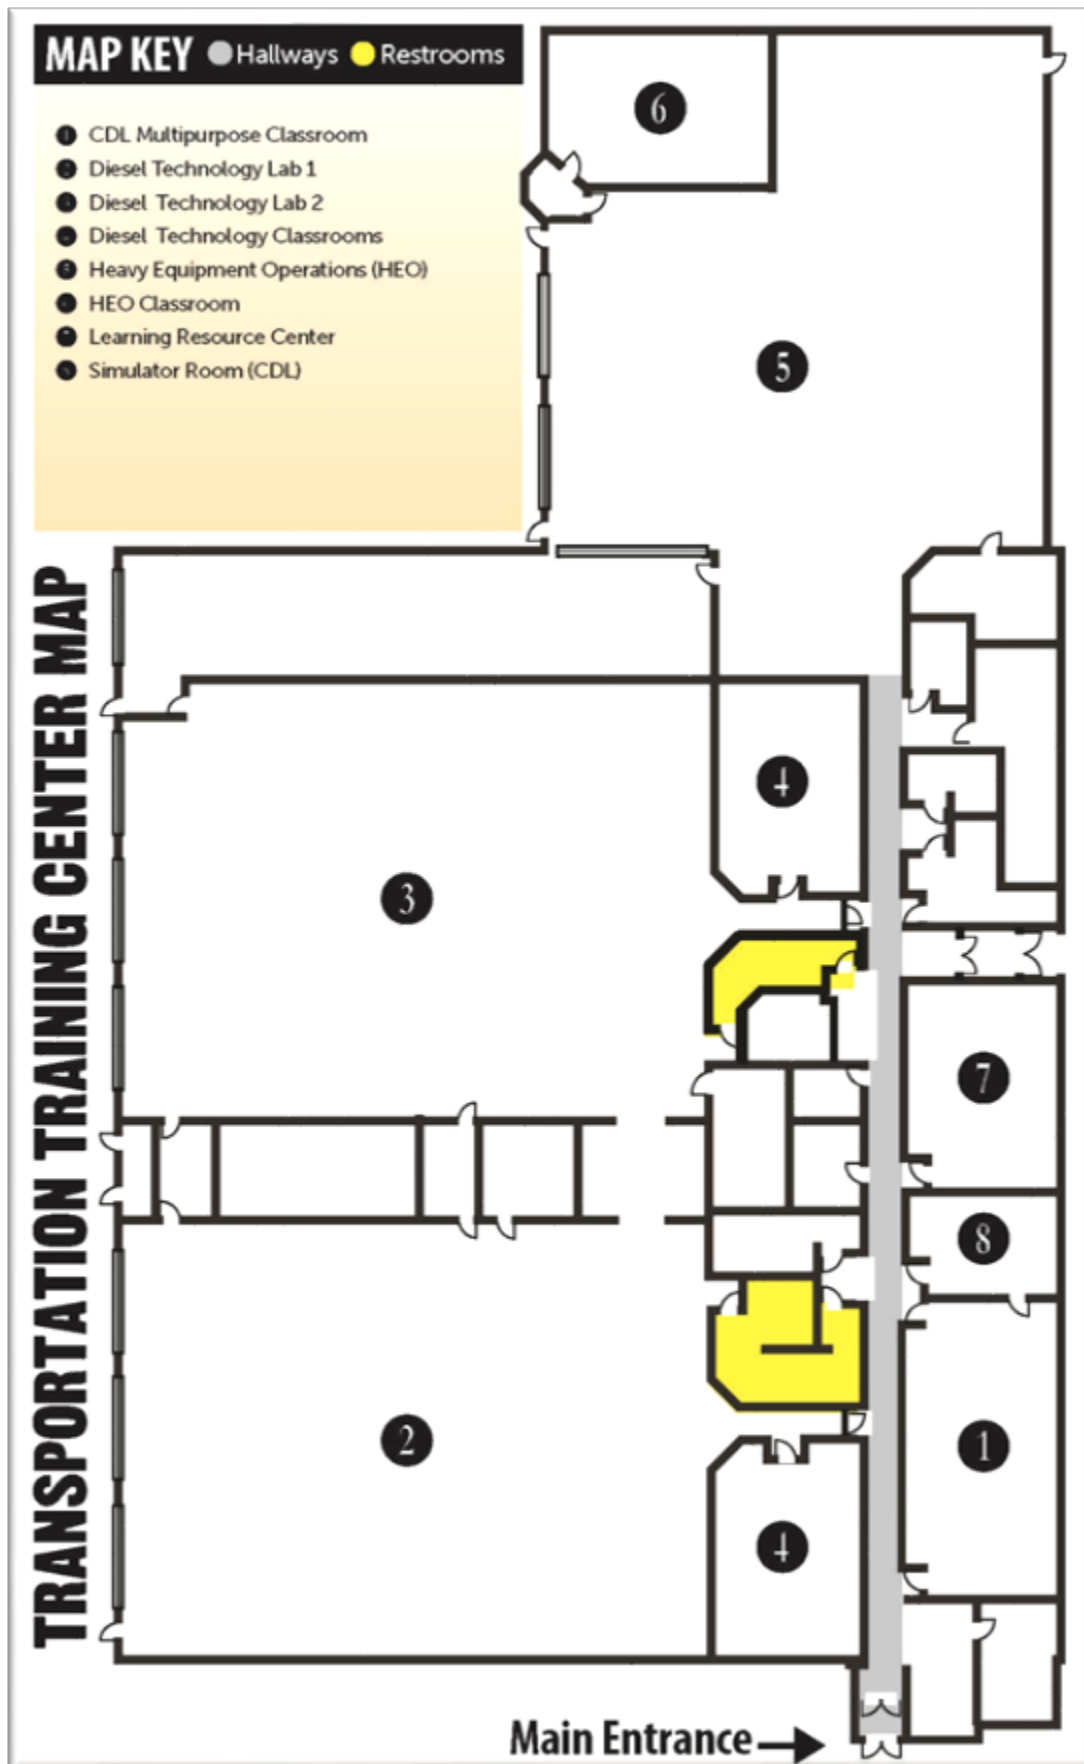 MAP KEY Hallways Restrooms
CDL Multipurpose Classroom
Diesel Technology Lab 1
Diesel Technology Lab 2
Diesel Technology Classrooms
Heavy Equipment Operations (HEO)
HEO Classroom
Learning Resource Center
Simulator Room (CDL)
TRANSPORTATION TRAINING CENTER MAP
6
5
4
3
7
8
1
2
4
Main Entrance